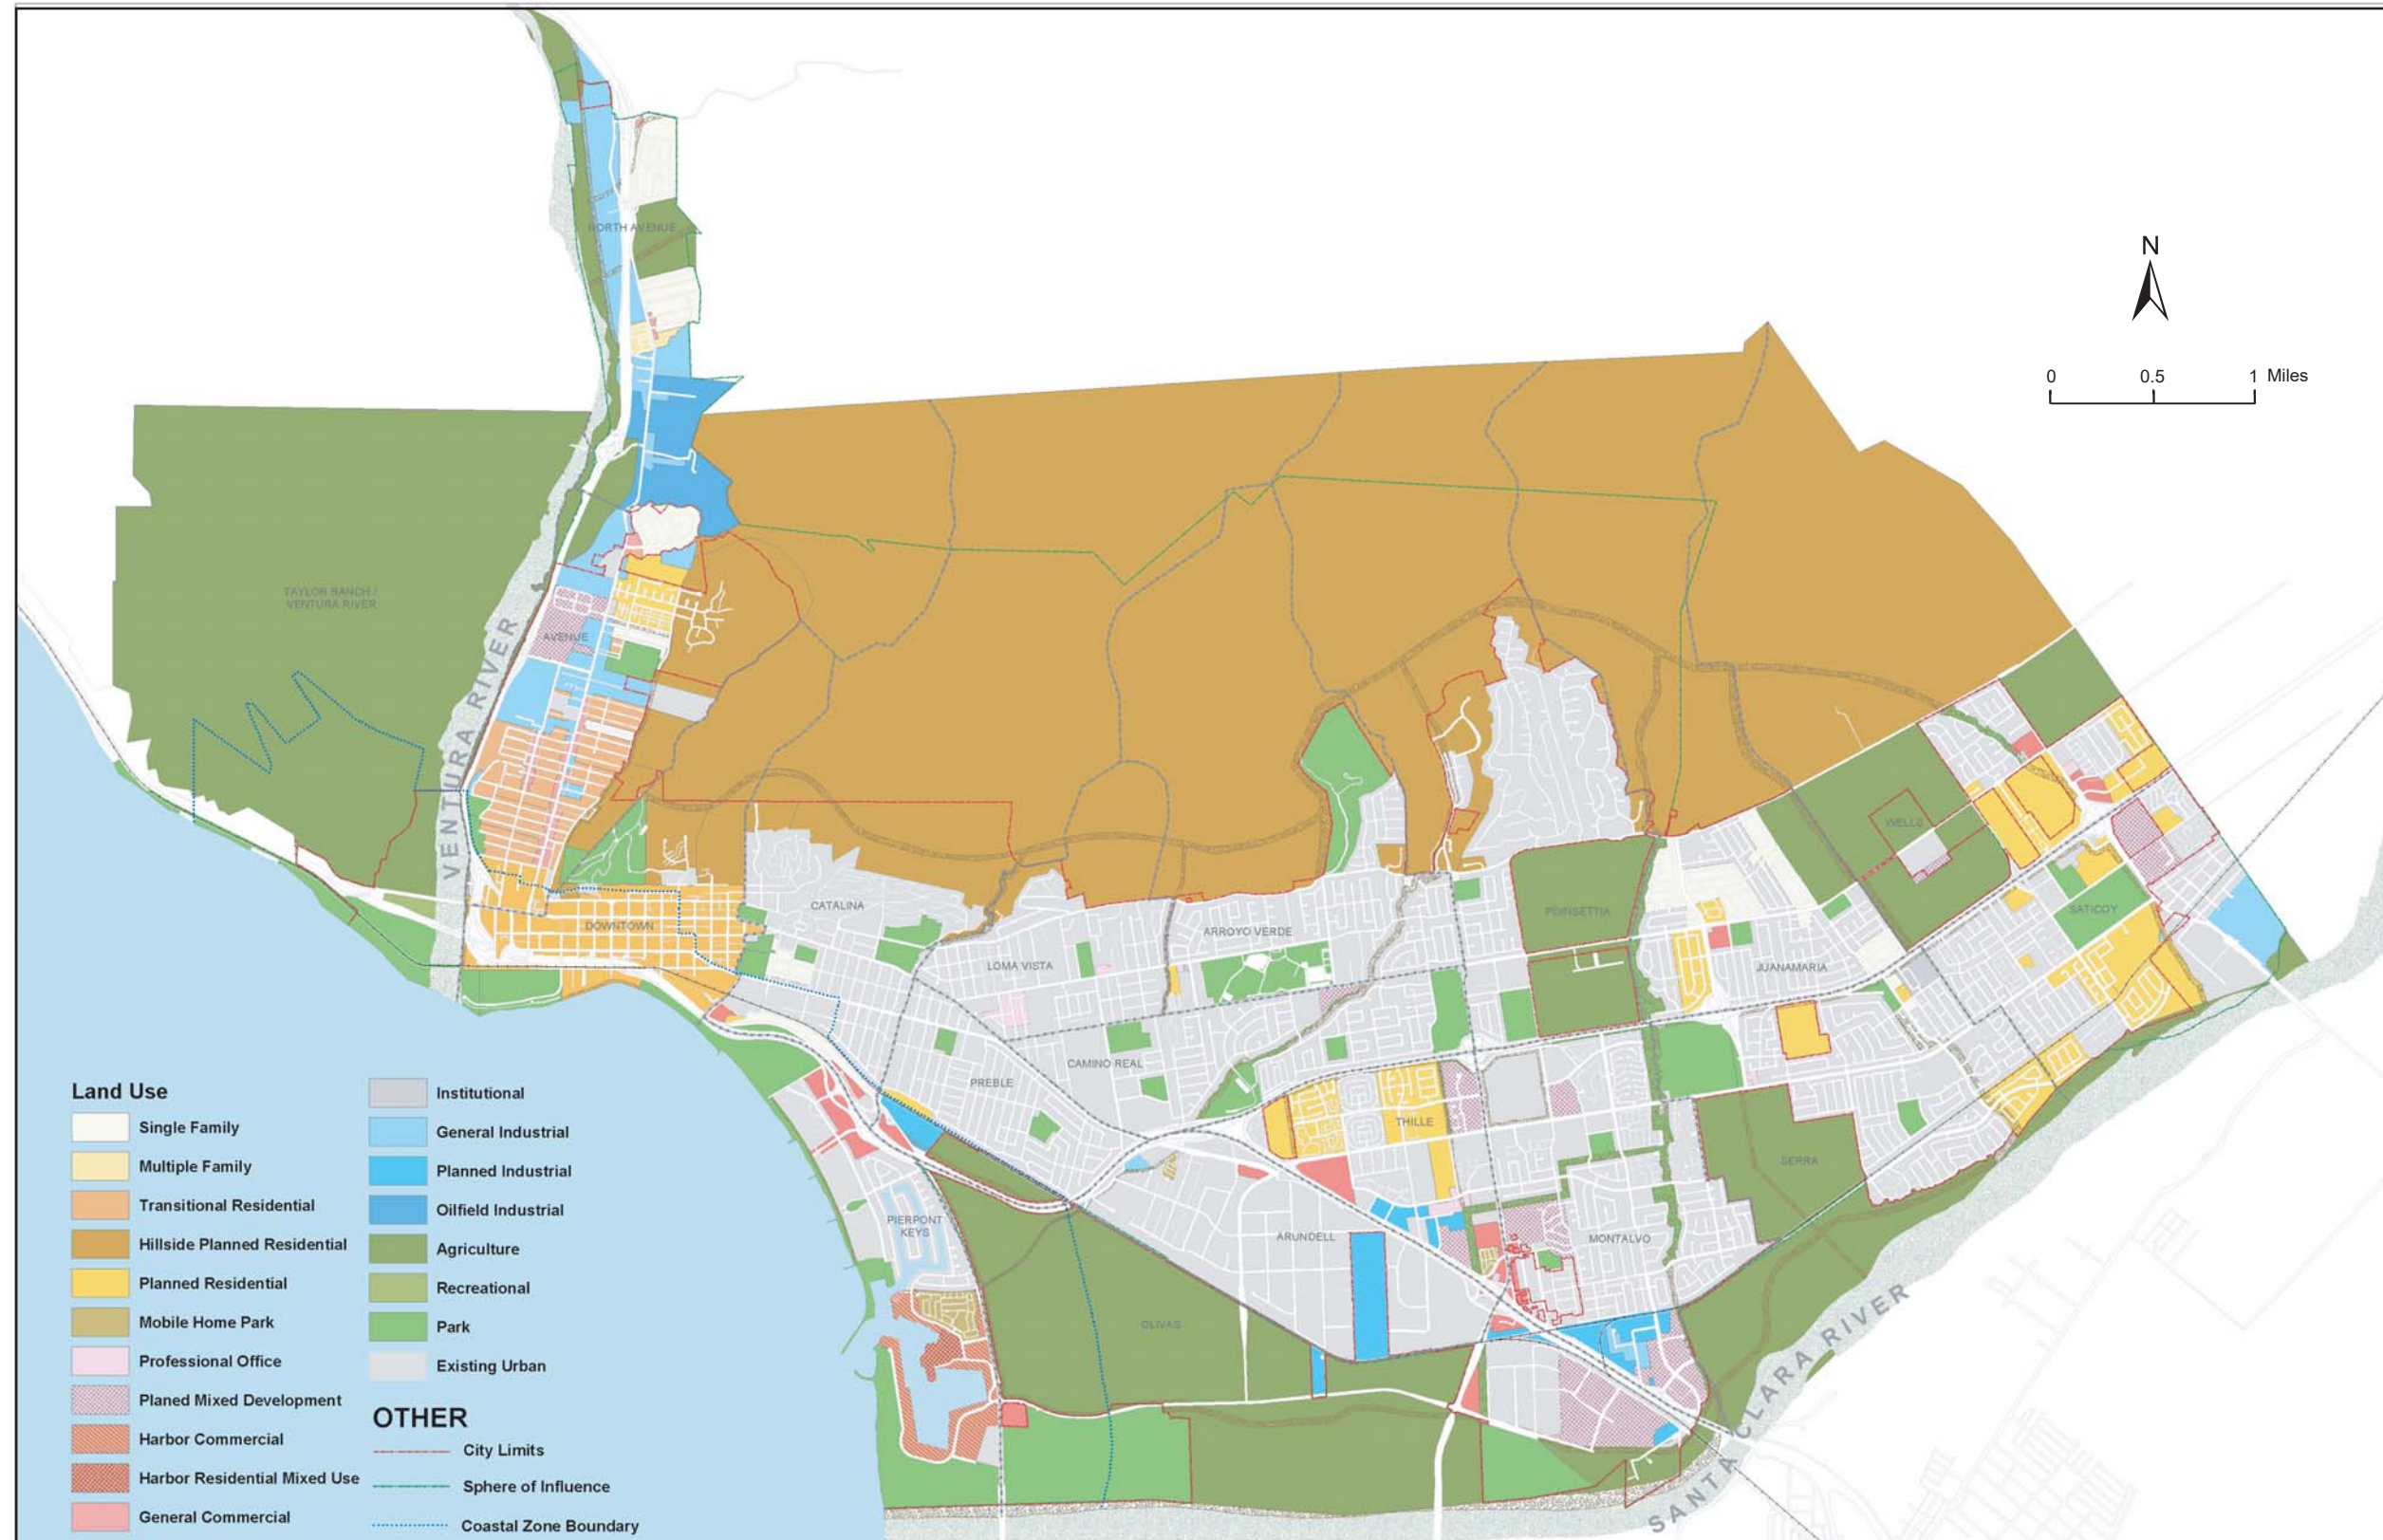 NORTH AVENUE
N
0 0.5 1 Miles
TAYLOR RANCH /
VENTURA RIVER
AVENUE
VENTURA RIVER
WELLS
CATALINA
DOWNTOWN
ARROYO VERDE
POINSETTIA
SATICOY
LOMA VISTA
JUANAMARIA
CAMINO REAL
PREBLE
THILLE
SERRA
PIERPONT
KEYS
ARUNDELL
MONTALVO
OLIVAS
SANTA CLARA RIVER
Land Use
Single Family
Multiple Family
Transitional Residential
Hillside Planned Residential
Planned Residential
Mobile Home Park
Professional Office
Planed Mixed Development
Harbor Commercial
Harbor Residential Mixed Use
General Commercial
Institutional
General Industrial
Planned Industrial
Oilfield Industrial
Agriculture
Recreational
Park
Existing Urban
OTHER
City Limits
Sphere of Influence
Coastal Zone Boundary